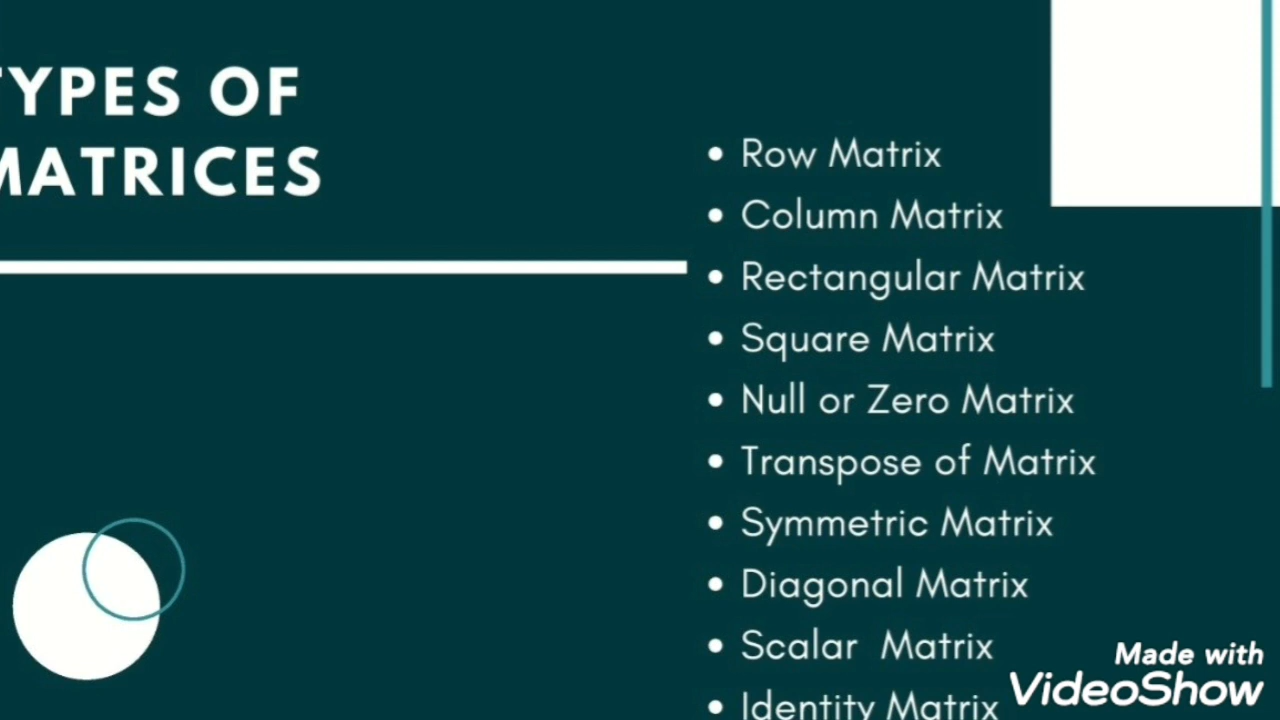 TYPES OF
MATRICES
• Row Matrix
• Column Matrix
• Rectangular Matrix
• Square Matrix
• Null or Zero Matrix
• Transpose of Matrix
• Symmetric Matrix
• Diagonal Matrix
• Scalar  Matrix
• Identity Matrix
Made with
VideoShow